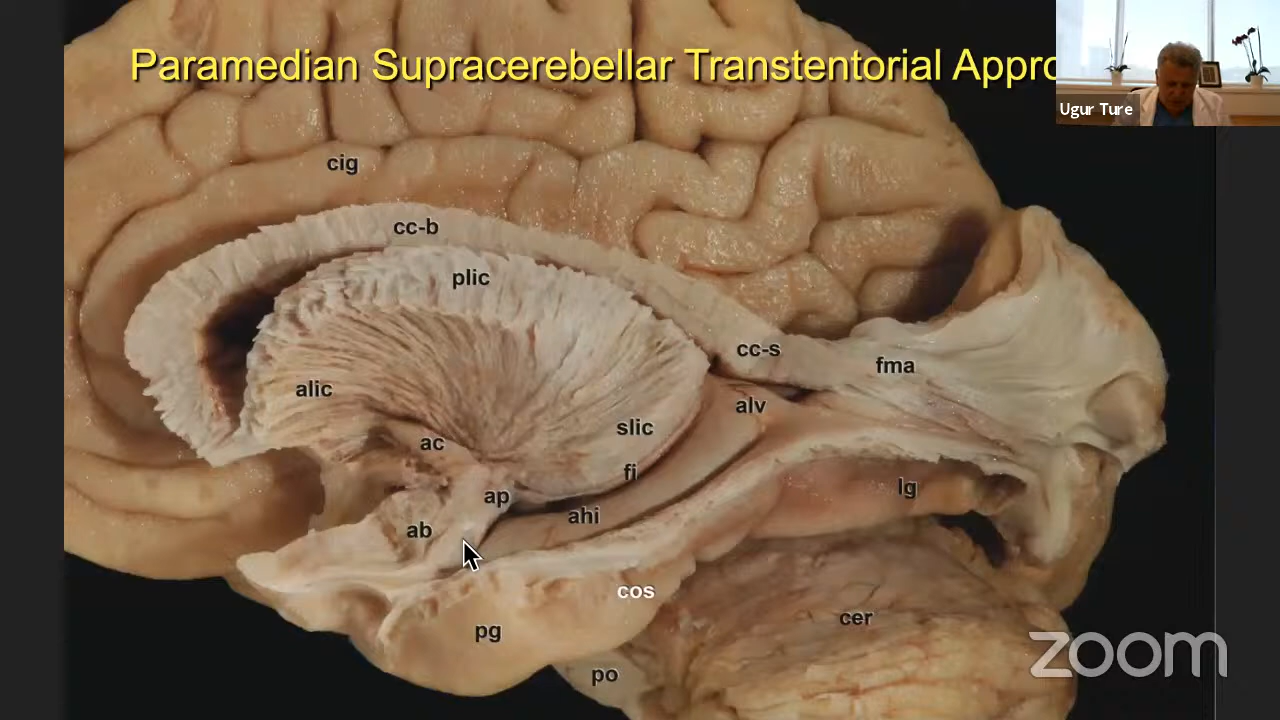 Paramedian Supracerebellar Transtentorial Appro
Ugur Ture
cig
cc-b
plic
cc-s
fma
alic
alv
slic
ac
fi
lg
ap
ahi
ab
cos
cer
pg
po
zoom